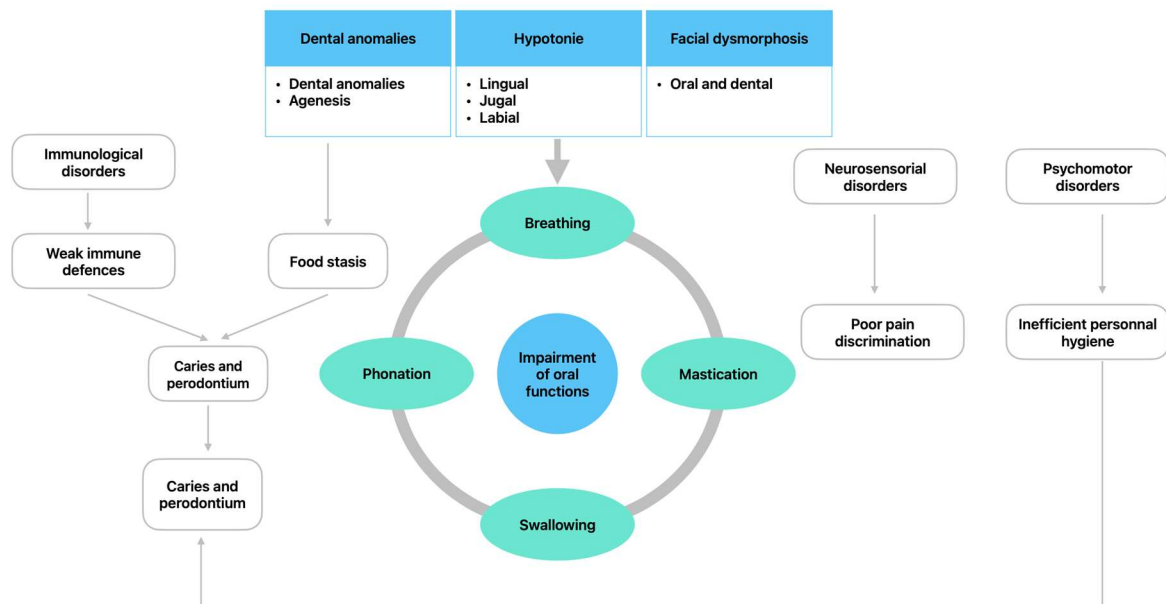 Dental anomalies
Hypotonie
Facial dysmorphosis
• Dental anomalies
• Agenesis
• Lingual
• Jugal
• Labial
• Oral and dental
Immunological
disorders
Neurosensorial
disorders
Psychomotor
disorders
Breathing
Weak immune
defences
Food stasis
Poor pain
discrimination
Inefficient personnal
hygiene
Caries and
perodontium
Phonation
Impairment
of oral
functions
Mastication
Caries and
perodontium
Swallowing